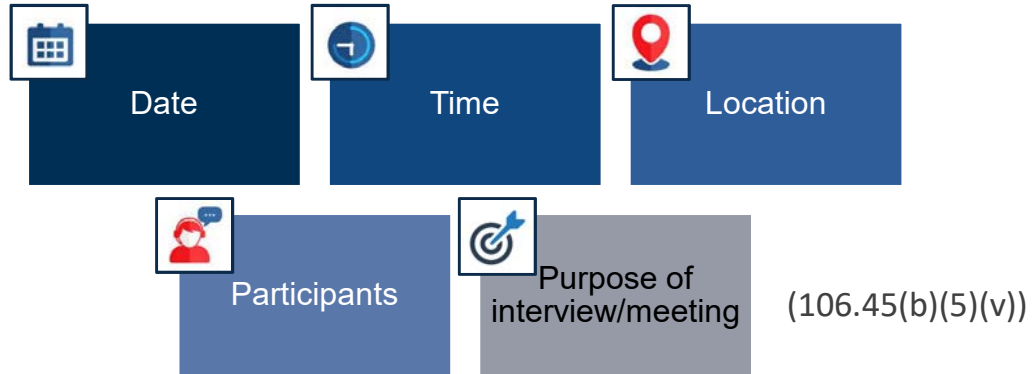 Date
Time
Location
Participants
Purpose of
interview/meeting
(106.45(b)(5)(v))